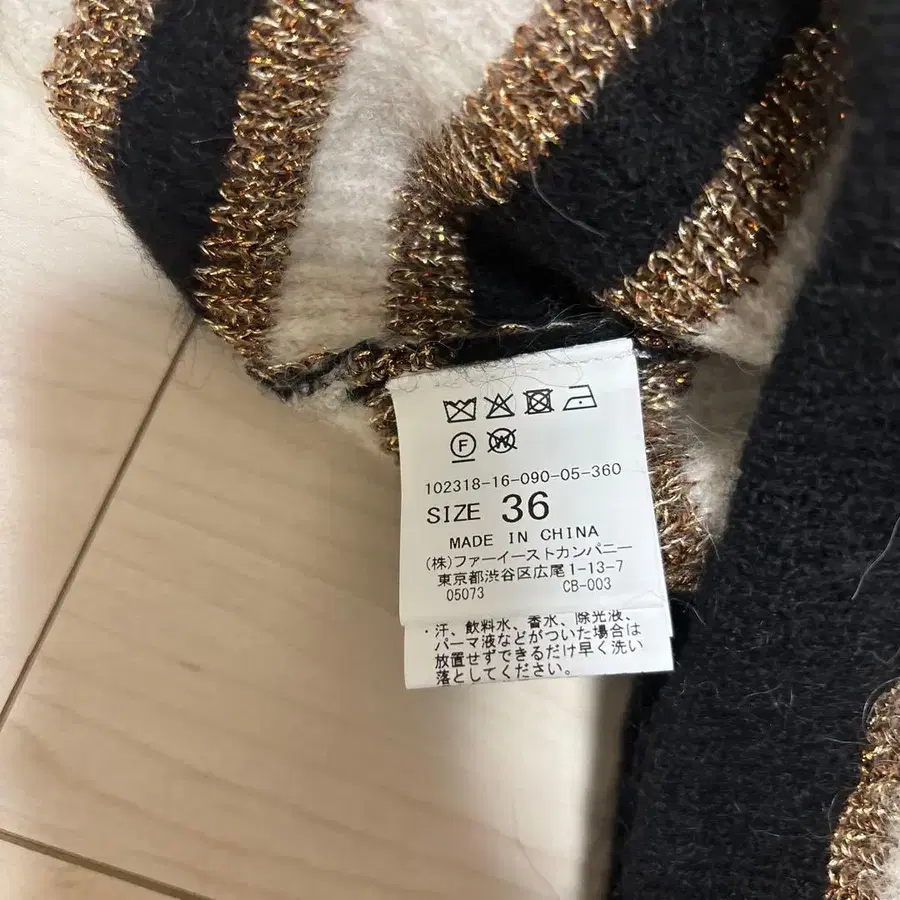 F W
102318-16-090-05-360
SIZE 36
MADE IN CHINA
(株)ファーイーストカンパニー
東京都渋谷区広尾1-13-7
05073 CB-003
・汗、飲料水、香水、除光液、
パーマ液などがついた場合は
放置せずできるだけ早く洗い
落としてください。